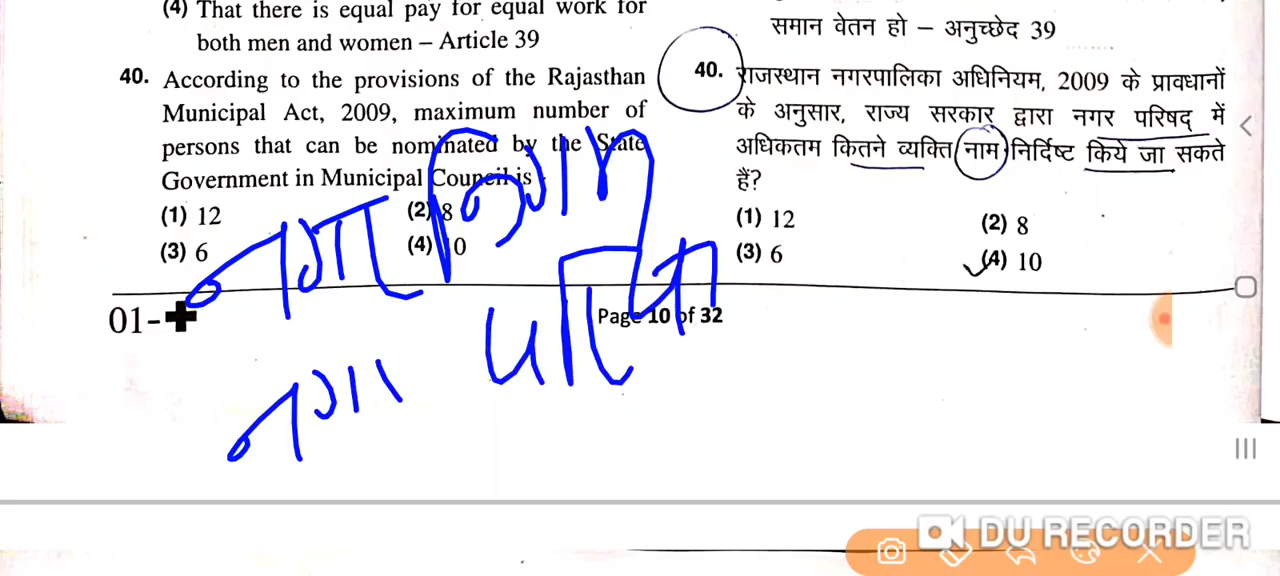 (4) That there is equal pay for equal work for
both men and women – Article 39
40. According to the provisions of the Rajasthan
Municipal Act, 2009, maximum number of
persons that can be nominated by the State
Government in Municipal Council is
(1) 12
(2) 8
(3) 6
(4) 10
समान वेतन हो – अनुच्छेद 39
40. राजस्थान नगरपालिका अधिनियम, 2009 के प्रावधानों
के अनुसार, राज्य सरकार द्वारा नगर परिषद् में
अधिकतम कितने व्यक्ति नाम निर्दिष्ट किये जा सकते
हैं?
(1) 12
(2) 8
(3) 6
(4) 10
01-
Page 10 of 32
DU RECORDER